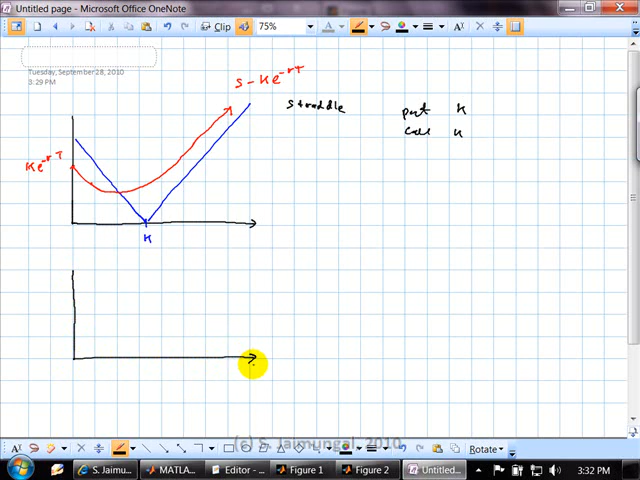 Untitled page - Microsoft Office OneNote
Clip
75%
Tuesday, September 28, 2010
3:29 PM
S - Ke^-rT
straddle
put K
call K
Ke^-rT
K
(c) S. Jaimungal, 2010
Rotate
S. Jaimu...
MATLA...
Editor - ...
Figure 1
Figure 2
Untitled...
3:32 PM